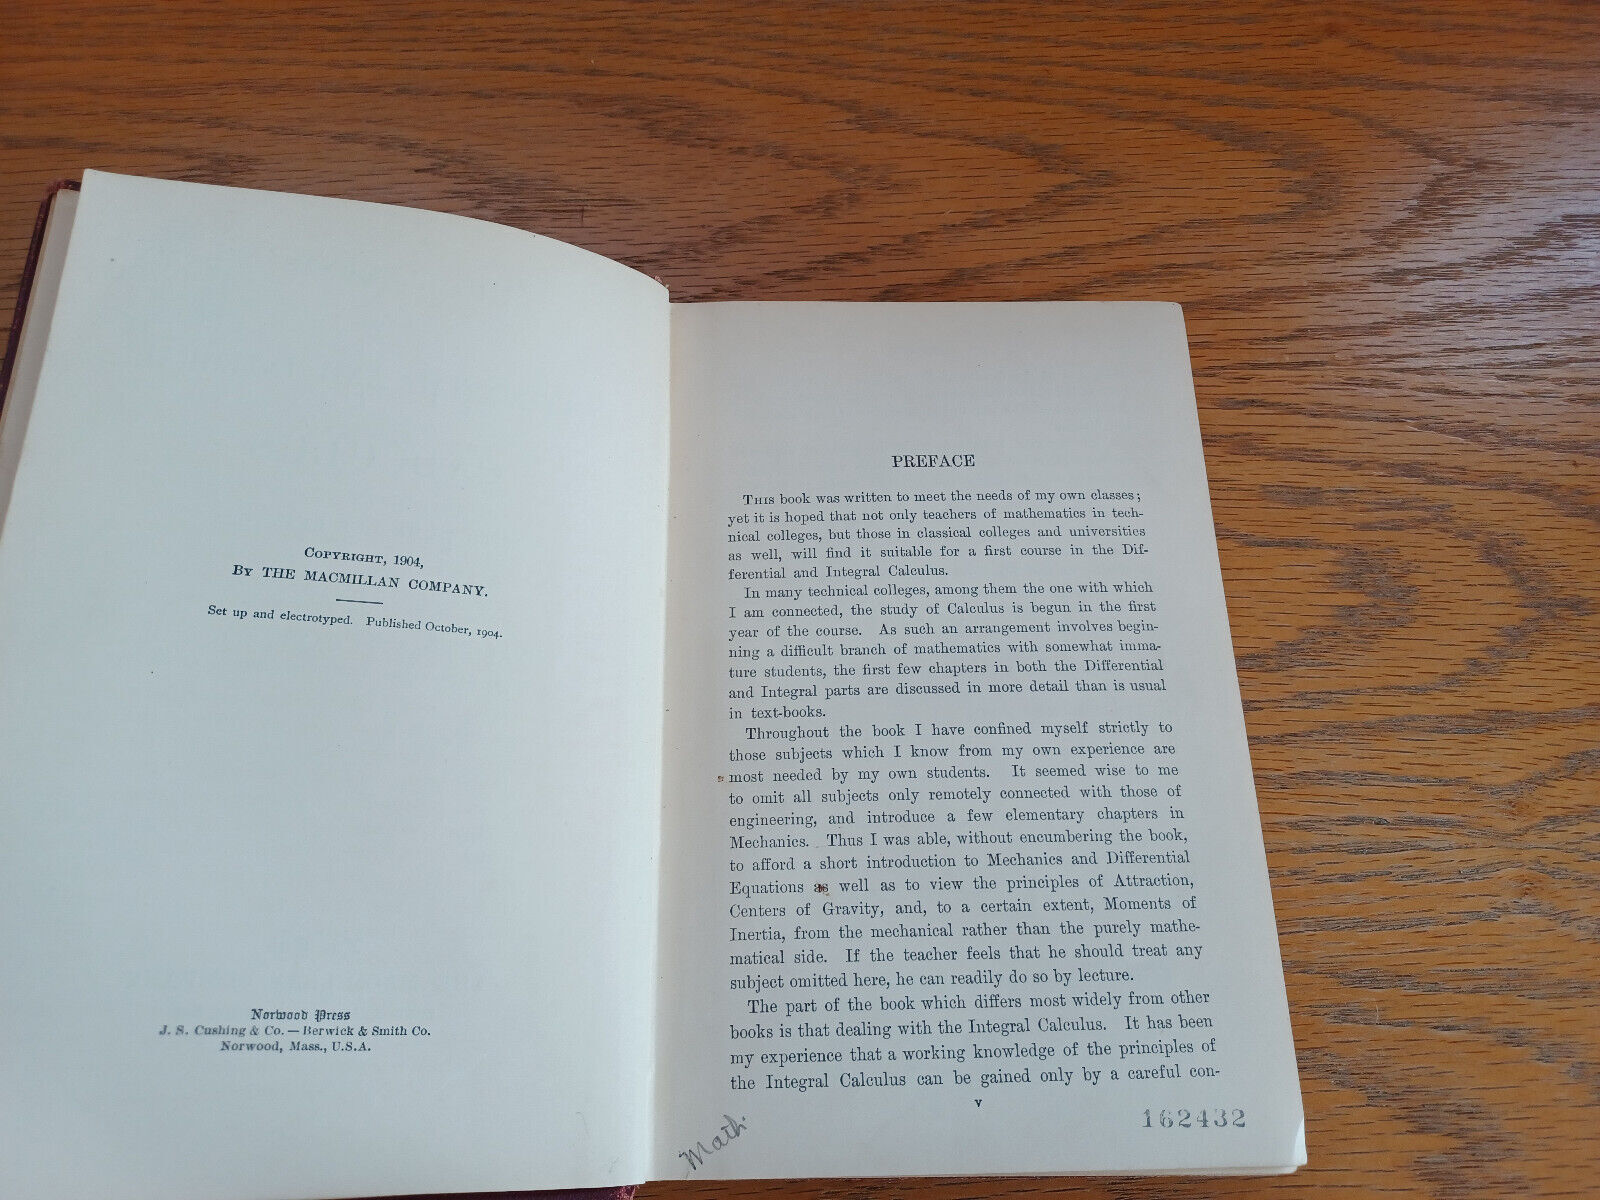 COPYRIGHT, 1904,
BY THE MACMILLAN COMPANY.
Set up and electrotyped. Published October, 1904.
Norwood Press
J. S. Cushing & Co. — Berwick & Smith Co.
Norwood, Mass., U.S.A.
PREFACE
THIS book was written to meet the needs of my own classes;
yet it is hoped that not only teachers of mathematics in tech-
nical colleges, but those in classical colleges and universities
as well, will find it suitable for a first course in the Dif-
ferential and Integral Calculus.
In many technical colleges, among them the one with which
I am connected, the study of Calculus is begun in the first
year of the course. As such an arrangement involves begin-
ning a difficult branch of mathematics with somewhat imma-
ture students, the first few chapters in both the Differential
and Integral parts are discussed in more detail than is usual
in text-books.
Throughout the book I have confined myself strictly to
those subjects which I know from my own experience are
most needed by my own students. It seemed wise to me
to omit all subjects only remotely connected with those of
engineering, and introduce a few elementary chapters in
Mechanics. Thus I was able, without encumbering the book,
to afford a short introduction to Mechanics and Differential
Equations as well as to view the principles of Attraction,
Centers of Gravity, and, to a certain extent, Moments of
Inertia, from the mechanical rather than the purely mathe-
matical side. If the teacher feels that he should treat any
subject omitted here, he can readily do so by lecture.
The part of the book which differs most widely from other
books is that dealing with the Integral Calculus. It has been
my experience that a working knowledge of the principles of
the Integral Calculus can be gained only by a careful con-
v
Math.
162432